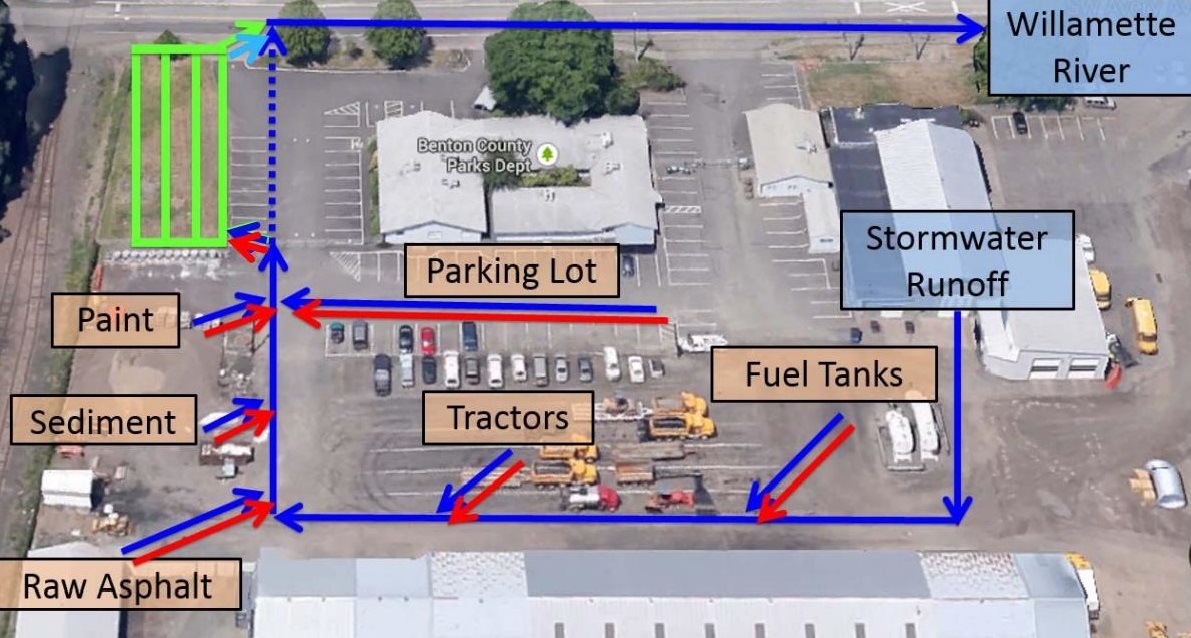 Willamette
River
Benton County
Parks Dept
Stormwater
Runoff
Parking Lot
Paint
Fuel Tanks
Sediment
Tractors
Raw Asphalt